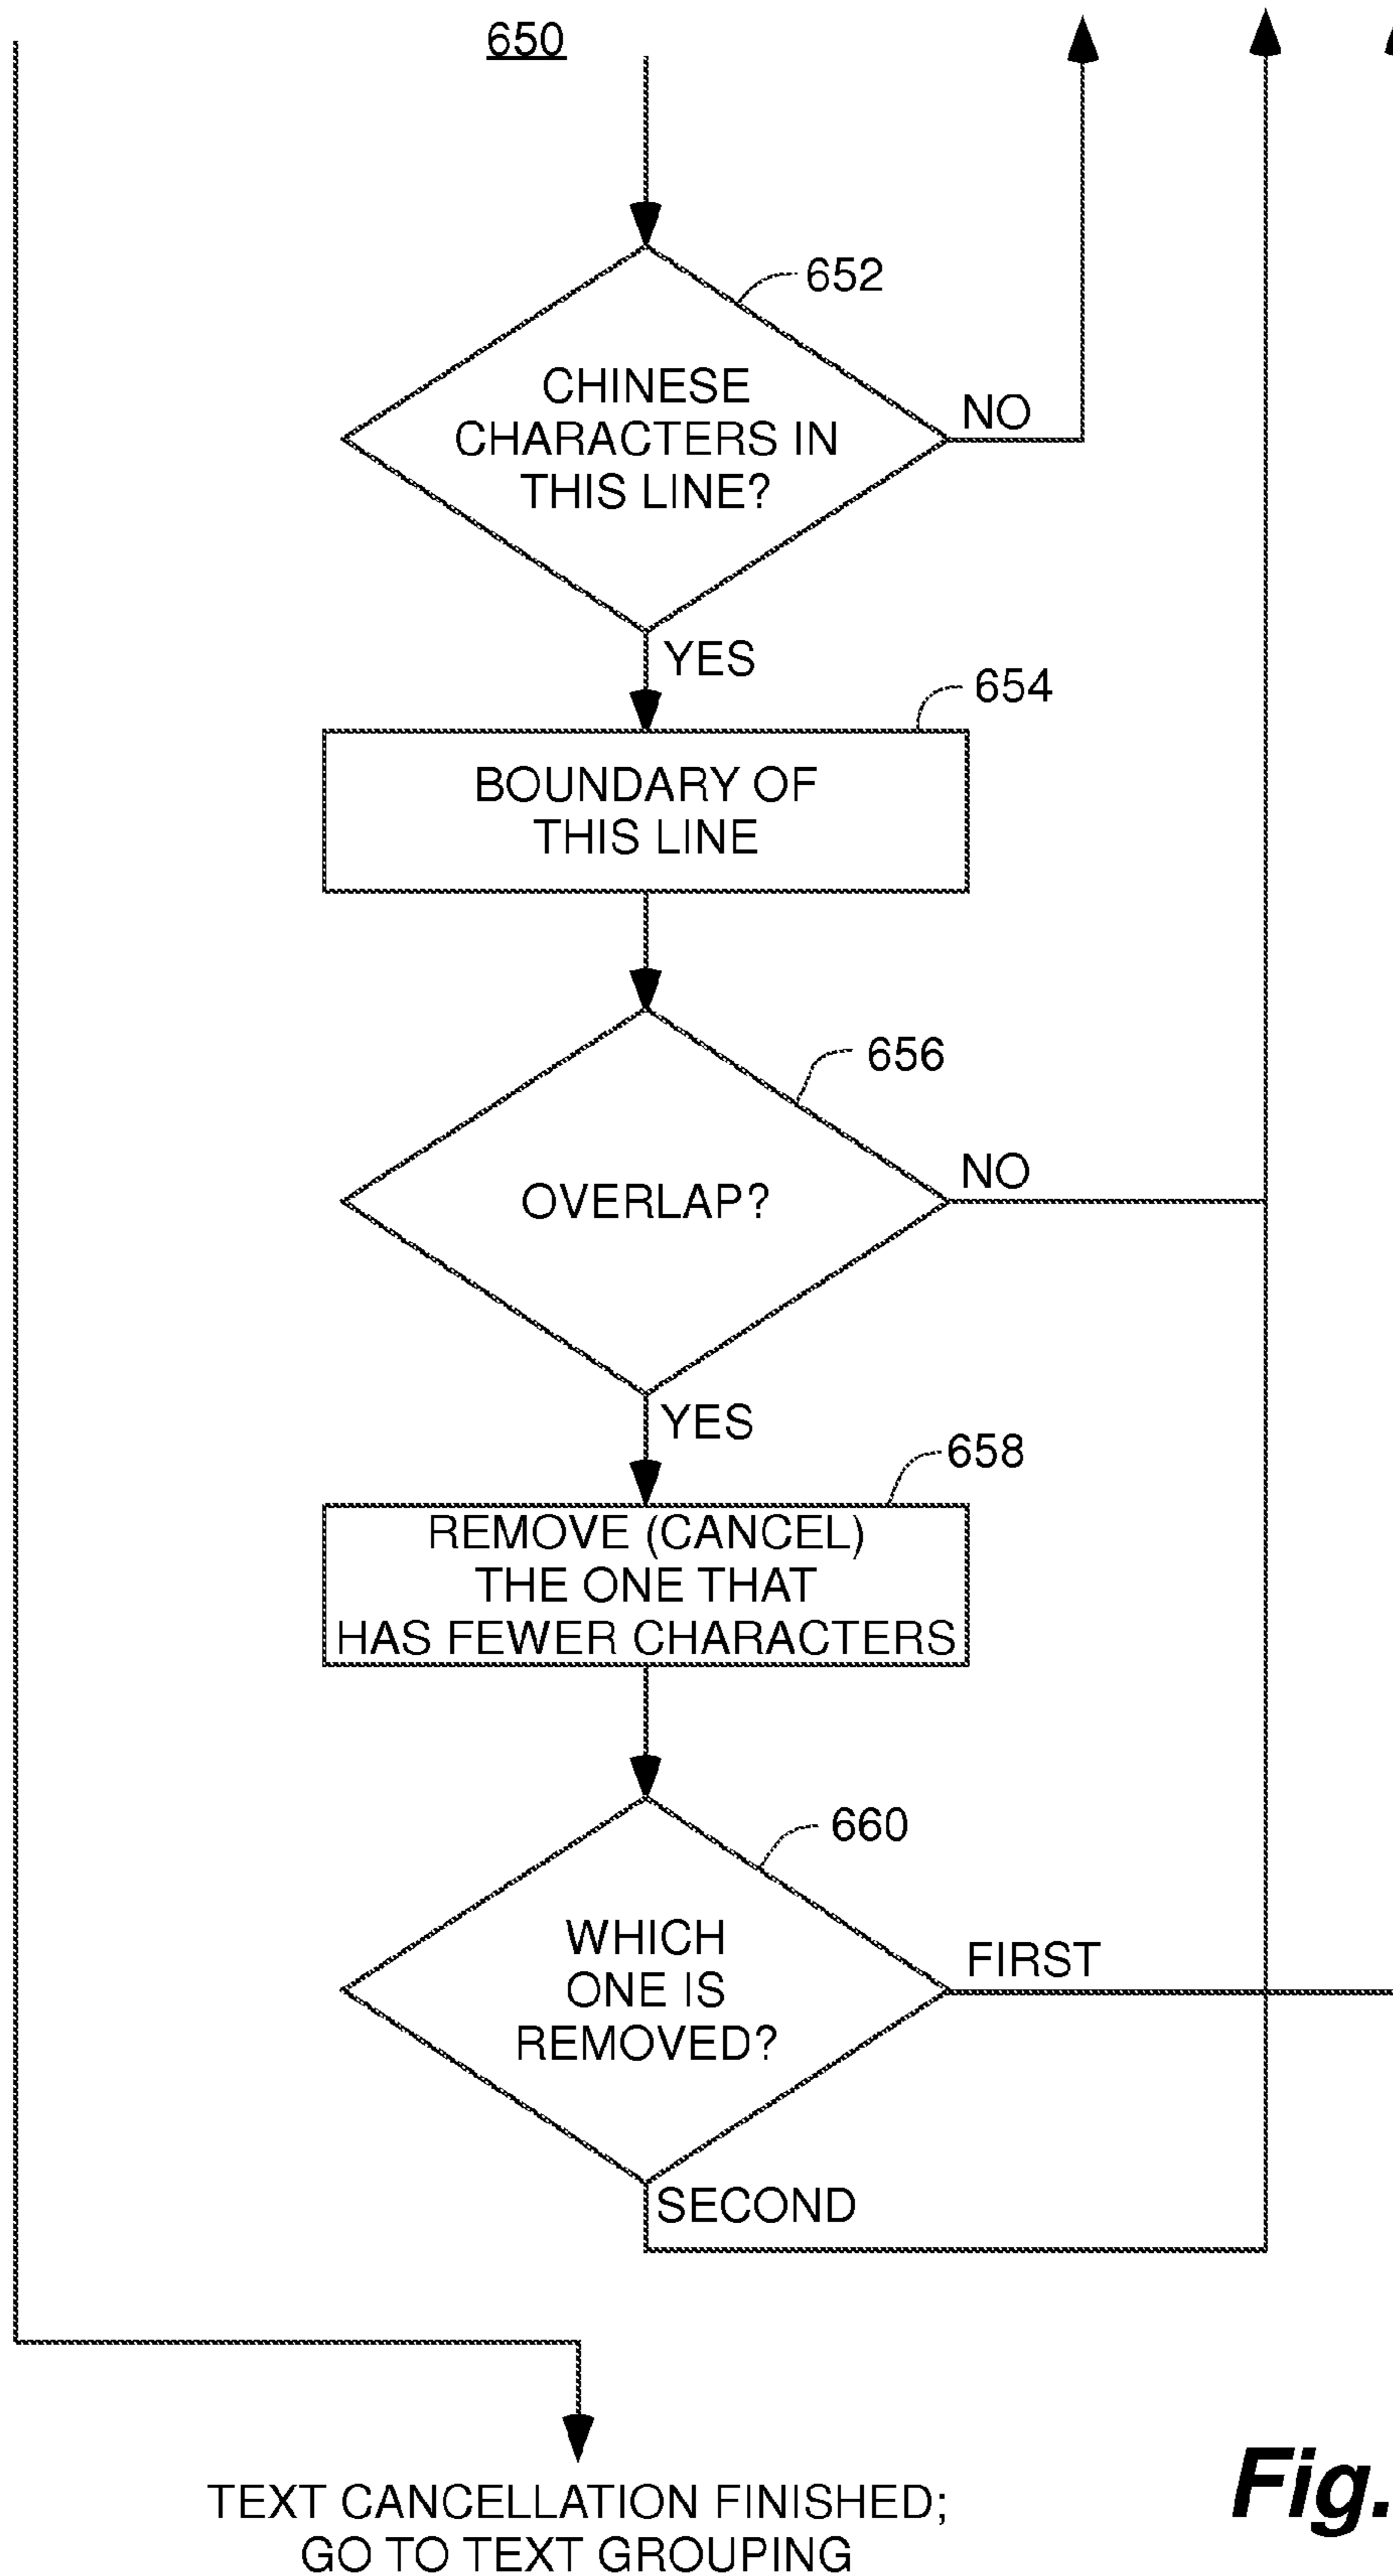 650
652
CHINESE
CHARACTERS IN
THIS LINE?
NO
YES
654
BOUNDARY OF
THIS LINE
656
OVERLAP?
NO
YES
658
REMOVE (CANCEL)
THE ONE THAT
HAS FEWER CHARACTERS
660
WHICH
ONE IS
REMOVED?
FIRST
SECOND
TEXT CANCELLATION FINISHED;
GO TO TEXT GROUPING
Fig.